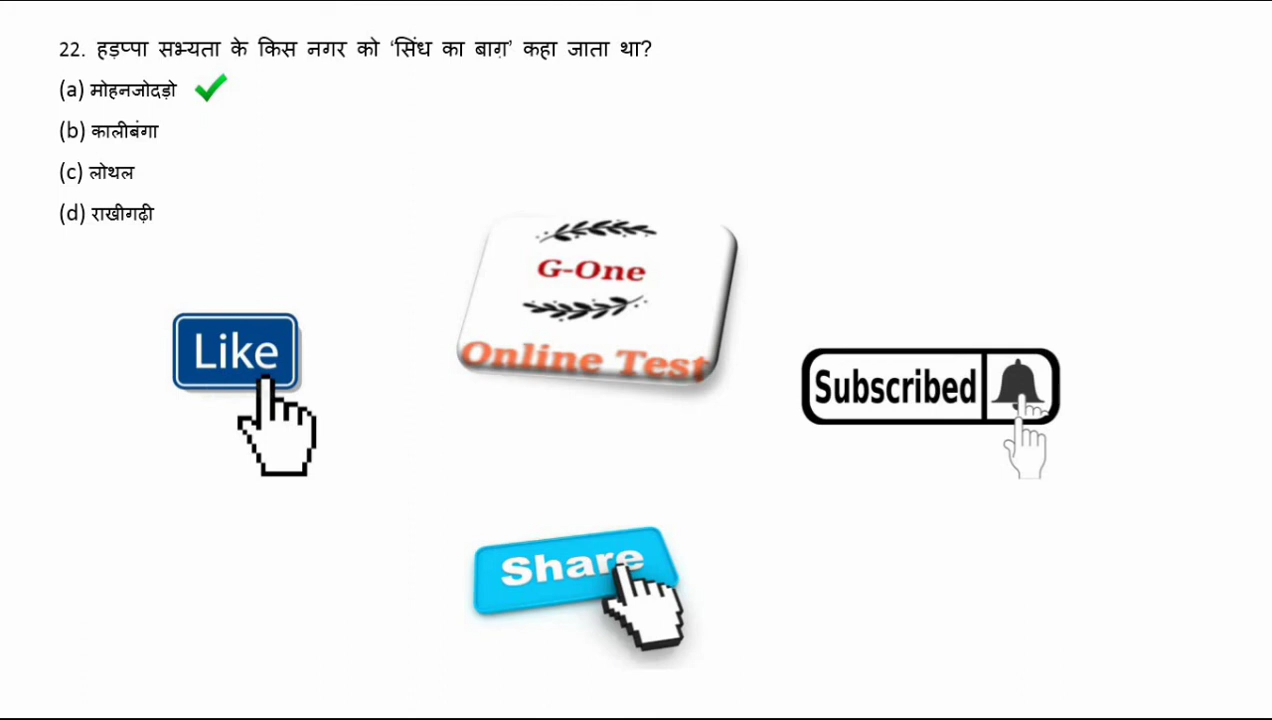 22. हड़प्पा सभ्यता के किस नगर को ‘सिंध का बाग़’ कहा जाता था?
(a) मोहनजोदड़ो
(b) कालीबंगा
(c) लोथल
(d) राखीगढ़ी
G-One
Online Test
Like
Subscribed
Share